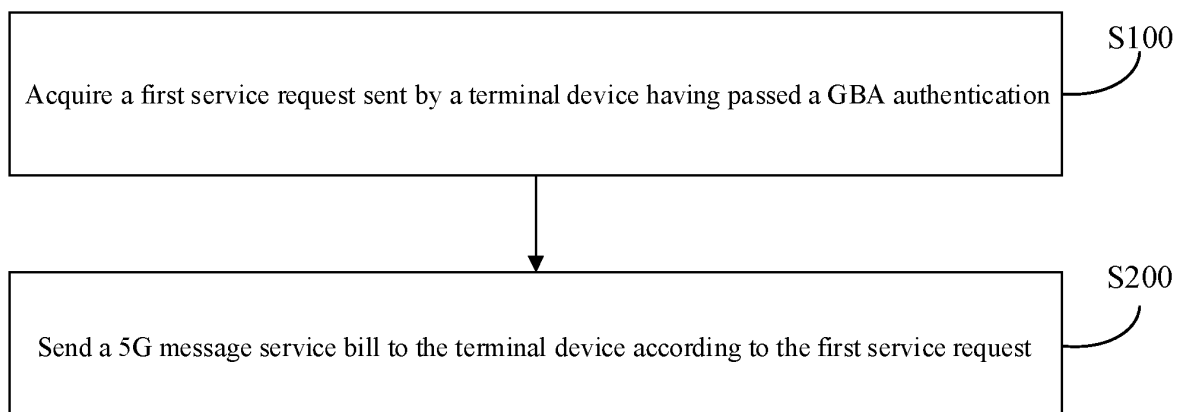 S100
Acquire a first service request sent by a terminal device having passed a GBA authentication
S200
Send a 5G message service bill to the terminal device according to the first service request